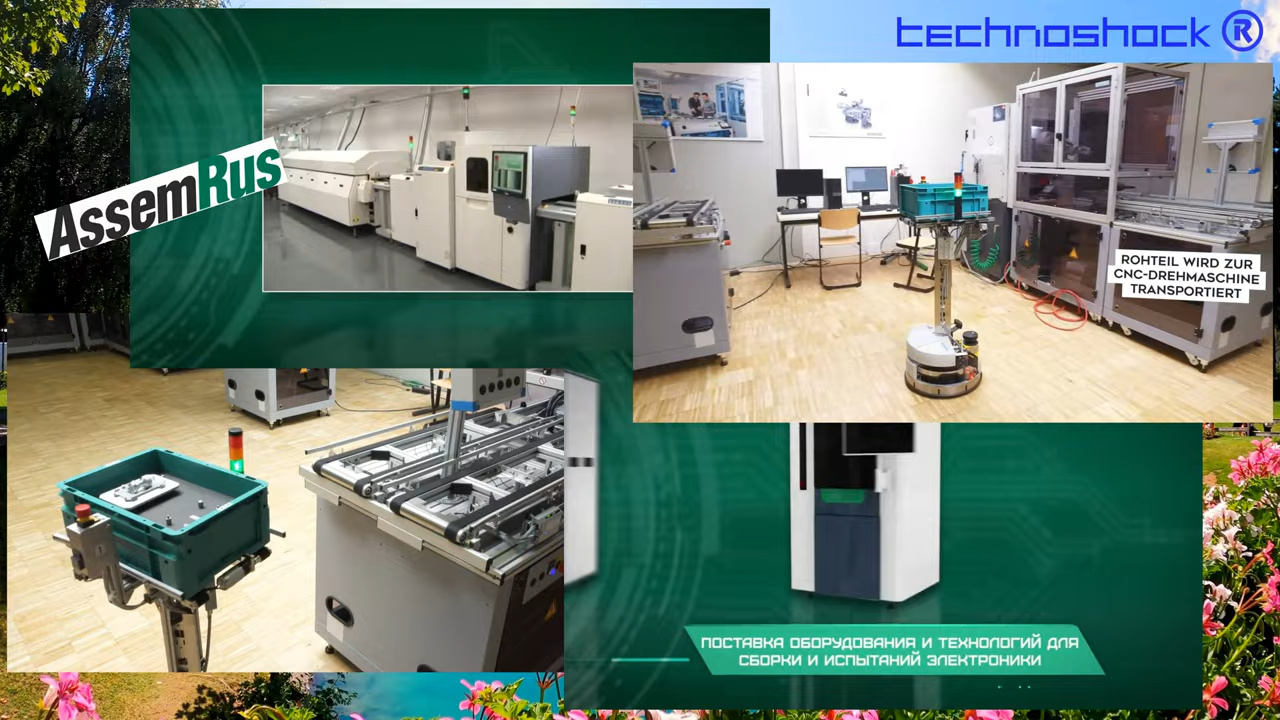 technoshock ®
AssemRus
ROHTEIL WIRD ZUR
CNC-DREHMASCHINE
TRANSPORTIERT
ПОСТАВКА ОБОРУДОВАНИЯ И ТЕХНОЛОГИЙ ДЛЯ
СБОРКИ И ИСПЫТАНИЙ ЭЛЕКТРОНИКИ